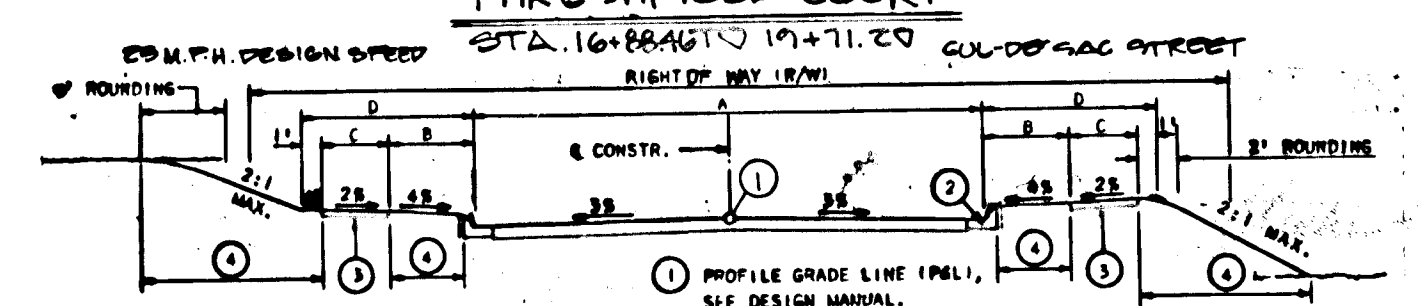 STA. 16+88.46 TO 19+71.20
25 M.P.H. DESIGN SPEED
CUL-DE SAC STREET
RIGHT OF WAY (R/W)
ROUNDING
D
A
D
1'
C
B
B
C
1'
℄ CONSTR.
2' ROUNDING
1
2
2:1
MAX.
2%
4%
3%
3%
4%
2%
2:1 MAX.
4
3
4
4
3
4
1 PROFILE GRADE LINE (PGL),
SEE DESIGN MANUAL.